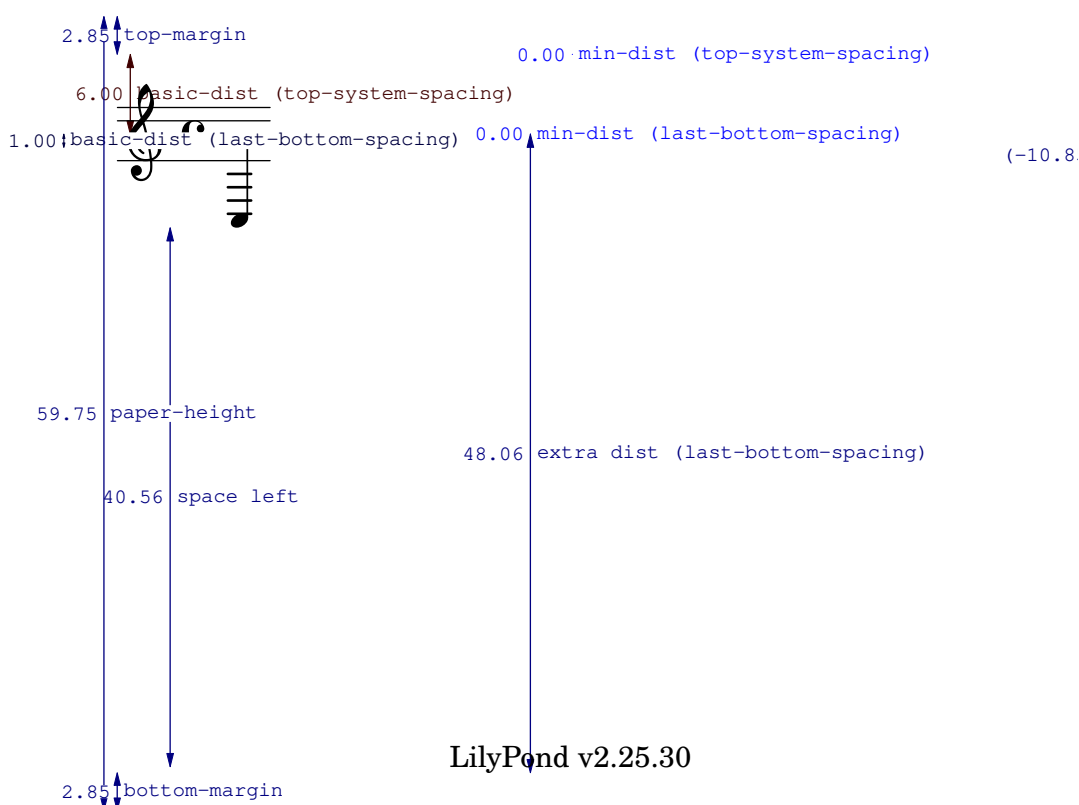 2.85 top-margin
0.00 min-dist (top-system-spacing)
6.00 basic-dist (top-system-spacing)
0.00 min-dist (last-bottom-spacing)
1.00 basic-dist (last-bottom-spacing)
(-10.8
59.75 paper-height
48.06 extra dist (last-bottom-spacing)
40.56 space left
LilyPond v2.25.30
2.85 bottom-margin